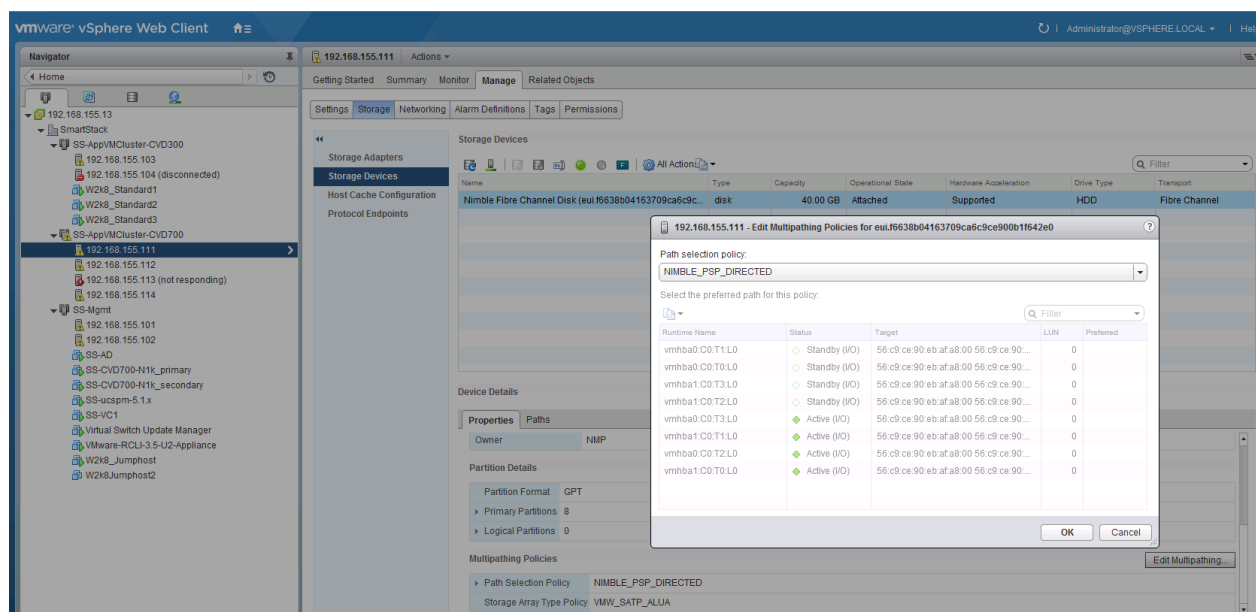 vmware® vSphere Web Client
Administrator@VSPHERE.LOCAL
Hel
Navigator
Home
192.168.155.13
SmartStack
SS-AppVMCluster-CVD300
192.168.155.103
192.168.155.104 (disconnected)
W2k8_Standard1
W2k8_Standard2
W2k8_Standard3
SS-AppVMCluster-CVD700
192.168.155.111
192.168.155.112
192.168.155.113 (not responding)
192.168.155.114
SS-Mgmt
192.168.155.101
192.168.155.102
SS-AD
SS-CVD700-N1k_primary
SS-CVD700-N1k_secondary
SS-ucspm-5.1.x
SS-VC1
Virtual Switch Update Manager
VMware-RCLI-3.5-U2-Appliance
W2k8_Jumphost
W2k8Jumphost2
192.168.155.111 Actions
Getting Started Summary Monitor Manage Related Objects
Settings Storage Networking Alarm Definitions Tags Permissions
Storage Adapters
Storage Devices
Host Cache Configuration
Protocol Endpoints
Storage Devices
All Actions
Filter
Name Type Capacity Operational State Hardware Acceleration Drive Type Transport
Nimble Fibre Channel Disk (eui.f6638b04163709ca6c9c... disk 40.00 GB Attached Supported HDD Fibre Channel
192.168.155.111 - Edit Multipathing Policies for eui.f6638b04163709ca6c9ce900b1f642e0
Path selection policy:
NIMBLE_PSP_DIRECTED
Select the preferred path for this policy:
Filter
Runtime Name Status Target LUN Preferred
vmhba0:C0:T1:L0 Standby (I/O) 56:c9:ce:90:eb:af:a8:00 56:c9:ce:90:... 0
vmhba0:C0:T0:L0 Standby (I/O) 56:c9:ce:90:eb:af:a8:00 56:c9:ce:90:... 0
vmhba1:C0:T3:L0 Standby (I/O) 56:c9:ce:90:eb:af:a8:00 56:c9:ce:90:... 0
vmhba1:C0:T2:L0 Standby (I/O) 56:c9:ce:90:eb:af:a8:00 56:c9:ce:90:... 0
vmhba0:C0:T3:L0 Active (I/O) 56:c9:ce:90:eb:af:a8:00 56:c9:ce:90:... 0
vmhba1:C0:T1:L0 Active (I/O) 56:c9:ce:90:eb:af:a8:00 56:c9:ce:90:... 0
vmhba0:C0:T2:L0 Active (I/O) 56:c9:ce:90:eb:af:a8:00 56:c9:ce:90:... 0
vmhba1:C0:T0:L0 Active (I/O) 56:c9:ce:90:eb:af:a8:00 56:c9:ce:90:... 0
OK Cancel
Device Details
Properties Paths
Owner NMP
Partition Details
Partition Format GPT
Primary Partitions 8
Logical Partitions 0
Multipathing Policies
Edit Multipathing...
Path Selection Policy NIMBLE_PSP_DIRECTED
Storage Array Type Policy VMW_SATP_ALUA